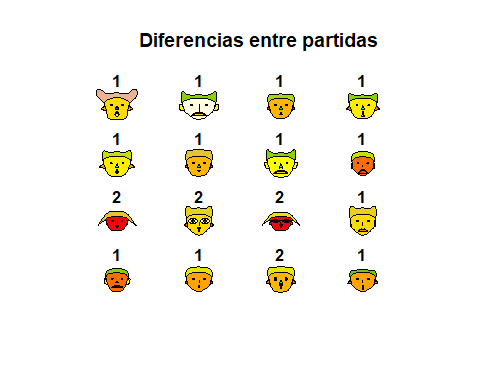 Diferencias entre partidas
1 1 1 1
1 1 1 1
2 2 2 1
1 1 2 1